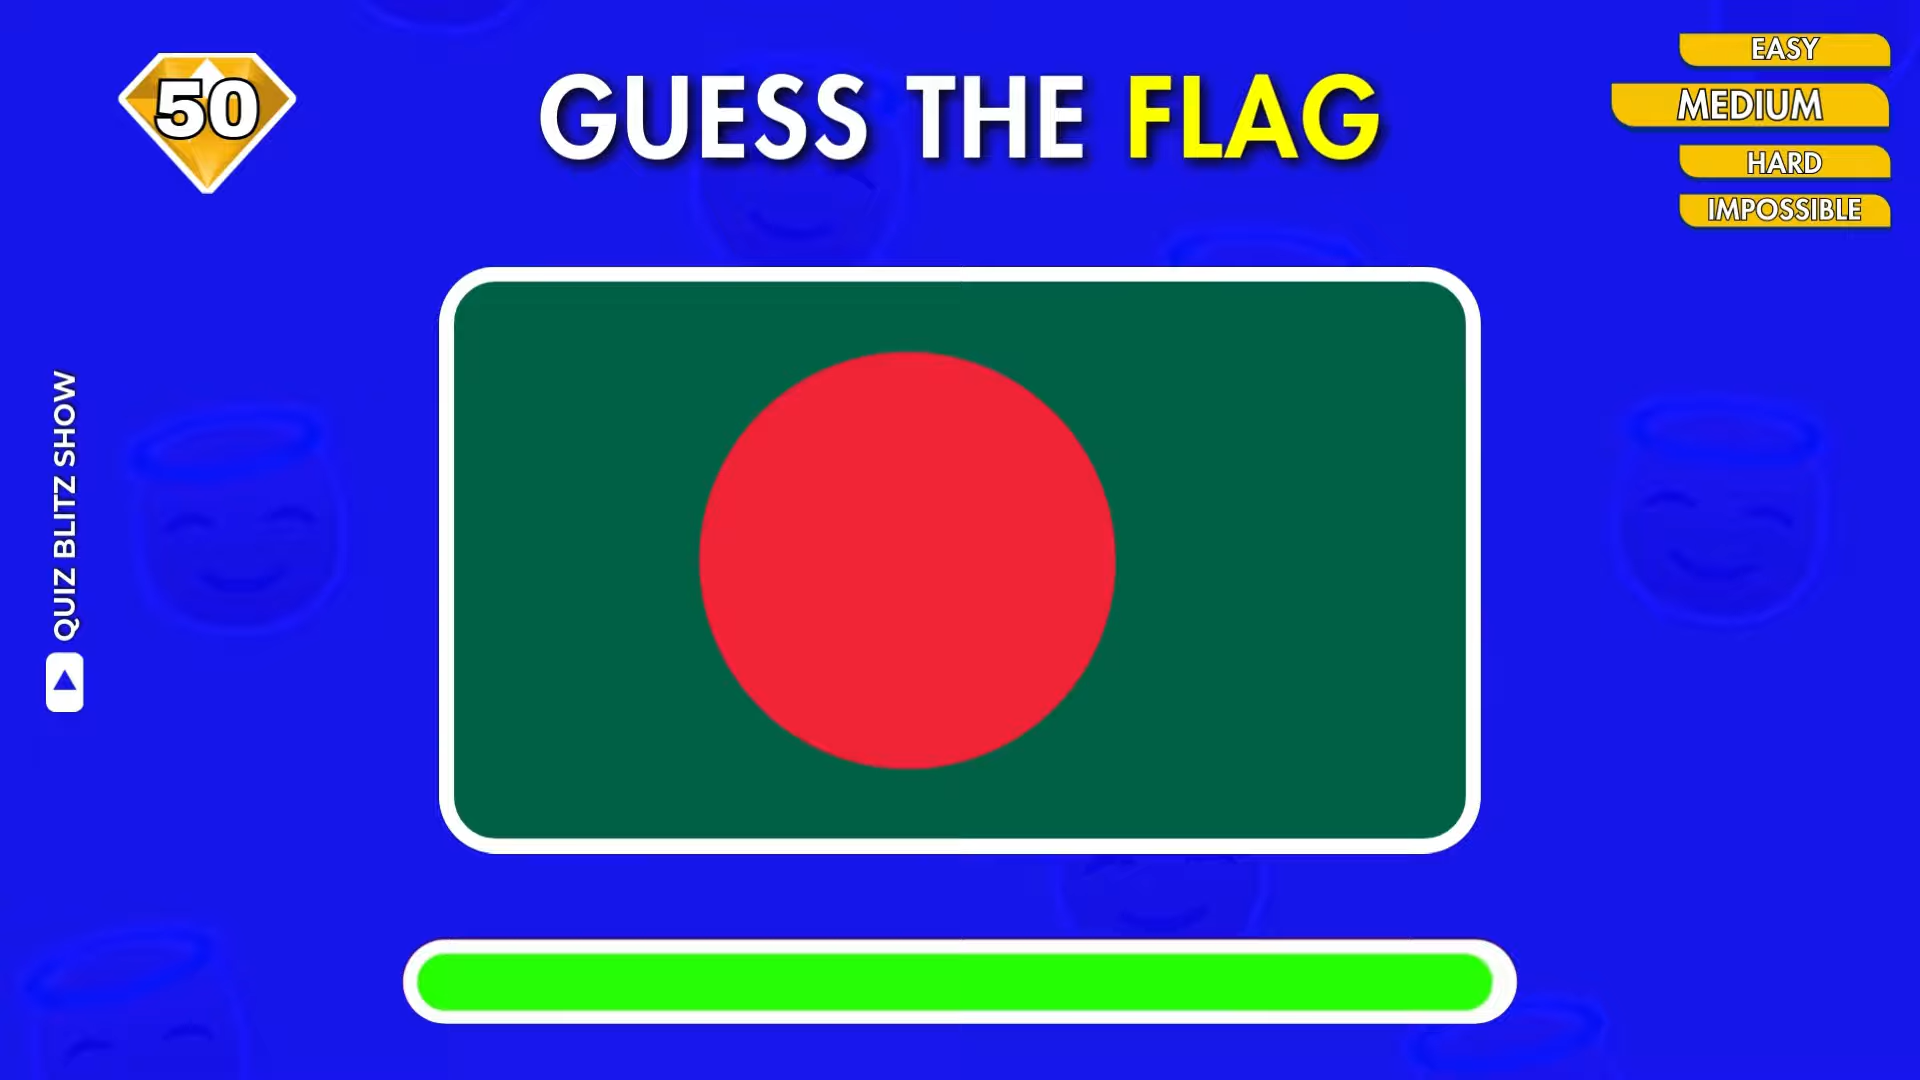 50
GUESS THE FLAG
EASY
MEDIUM
HARD
IMPOSSIBLE
QUIZ BLITZ SHOW